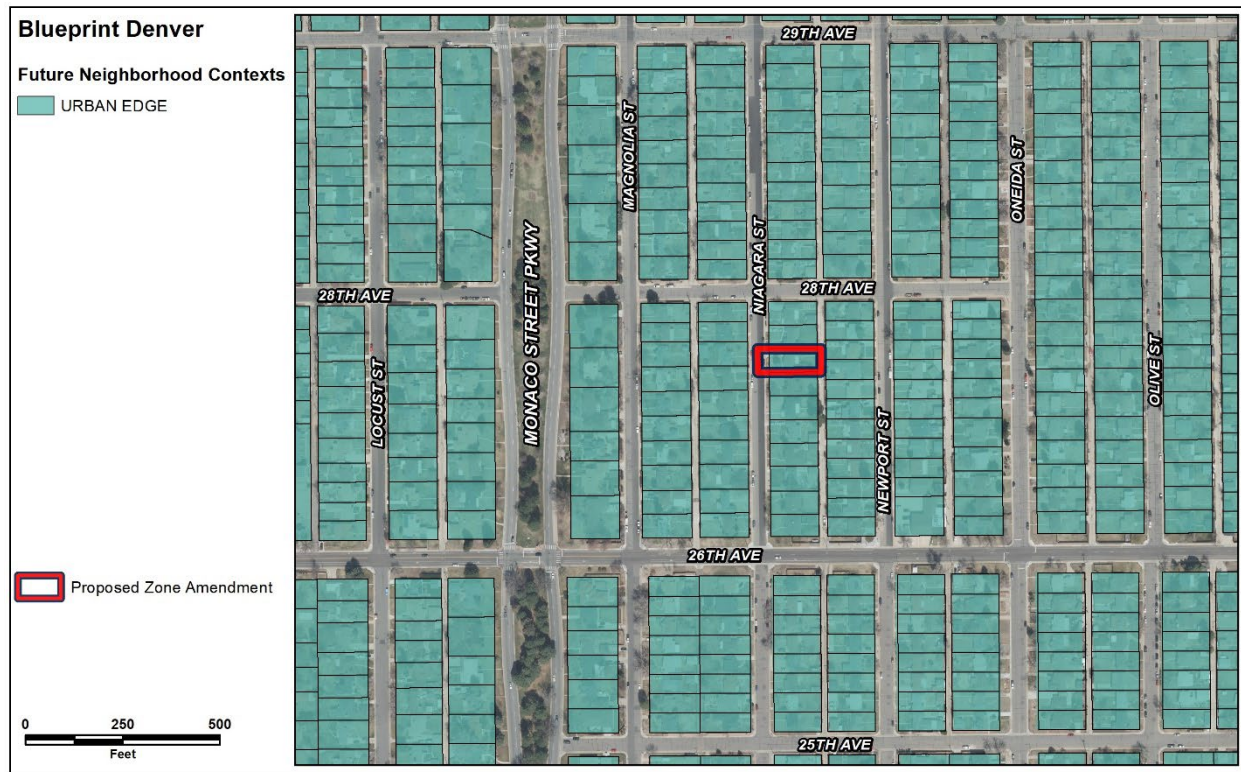 Blueprint Denver
Future Neighborhood Contexts
URBAN EDGE
Proposed Zone Amendment
0 250 500
Feet
29TH AVE
MAGNOLIA ST
ONEIDA ST
NIAGARA ST
28TH AVE
28TH AVE
MONACO STREET PKWY
LOCUST ST
OLIVE ST
NEWPORT ST
26TH AVE
25TH AVE